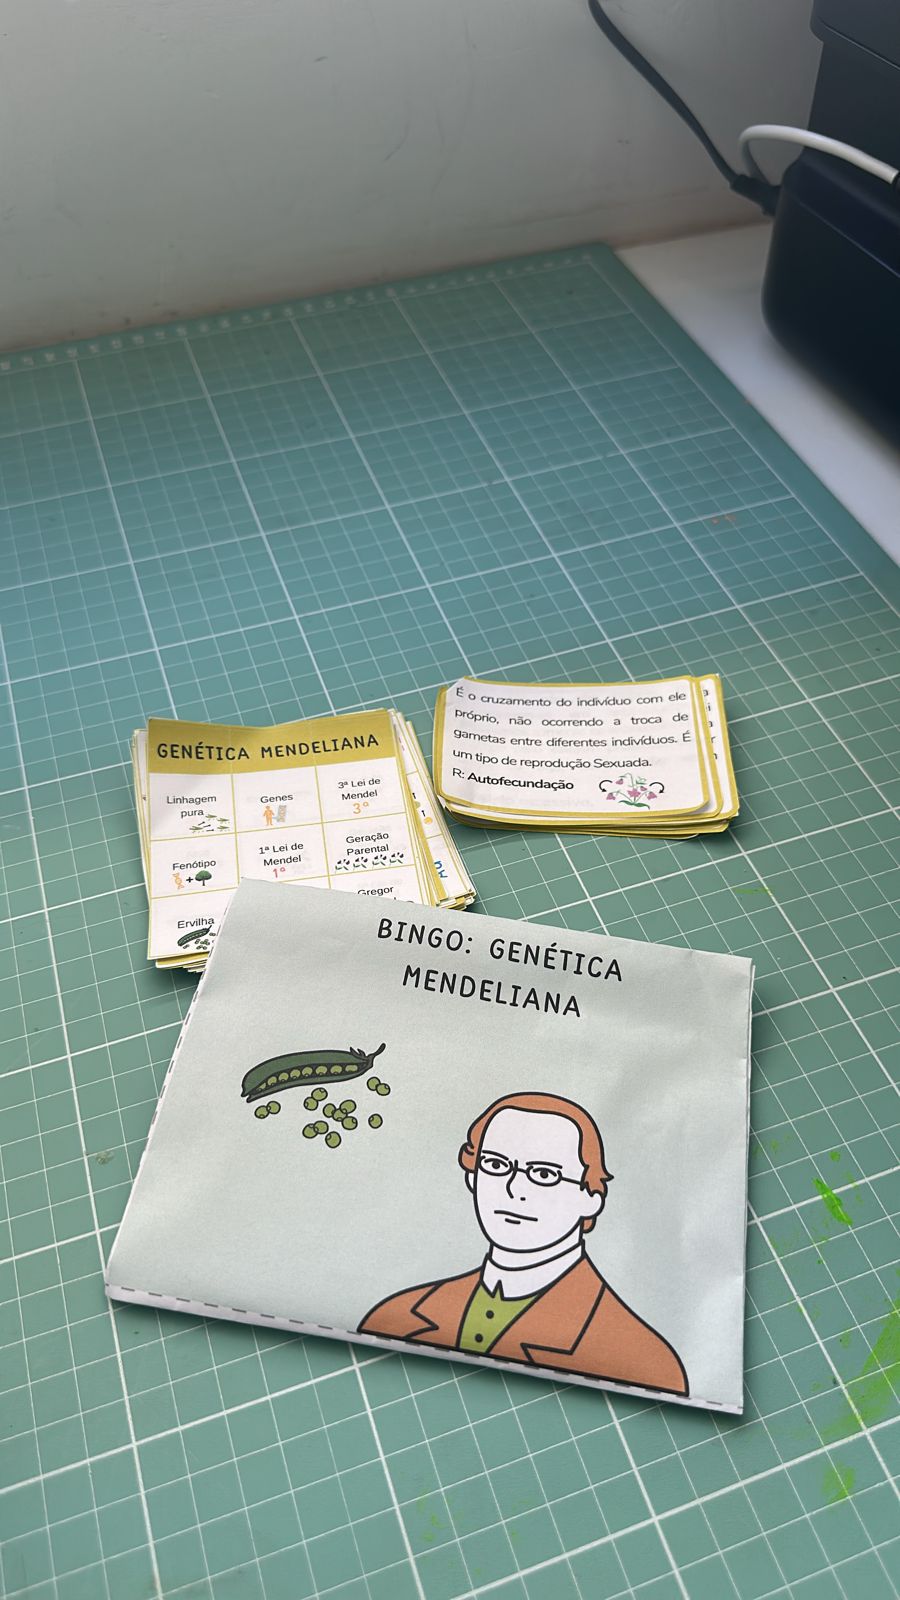 GENÉTICA MENDELIANA
Linhagem
pura
Genes
3ª Lei de
Mendel
3ª
Fenótipo
1ª Lei de
Mendel
1ª
Geração
Parental
Ervilha
Gregor
É o cruzamento do indivíduo com ele
próprio, não ocorrendo a troca de
gametas entre diferentes indivíduos. É
um tipo de reprodução Sexuada.
R: Autofecundação
BINGO: GENÉTICA
MENDELIANA